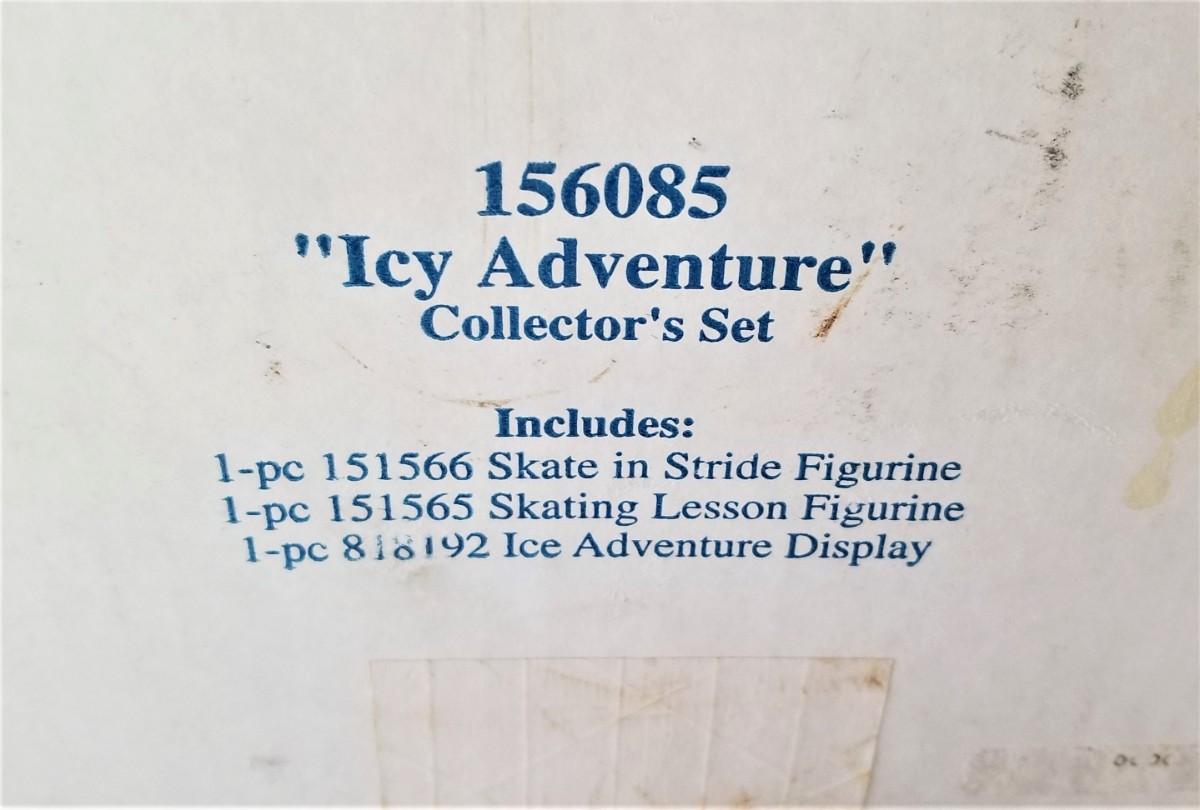 156085
"Icy Adventure"
Collector's Set
Includes:
1-pc 151566 Skate in Stride Figurine
1-pc 151565 Skating Lesson Figurine
1-pc 818192 Ice Adventure Display